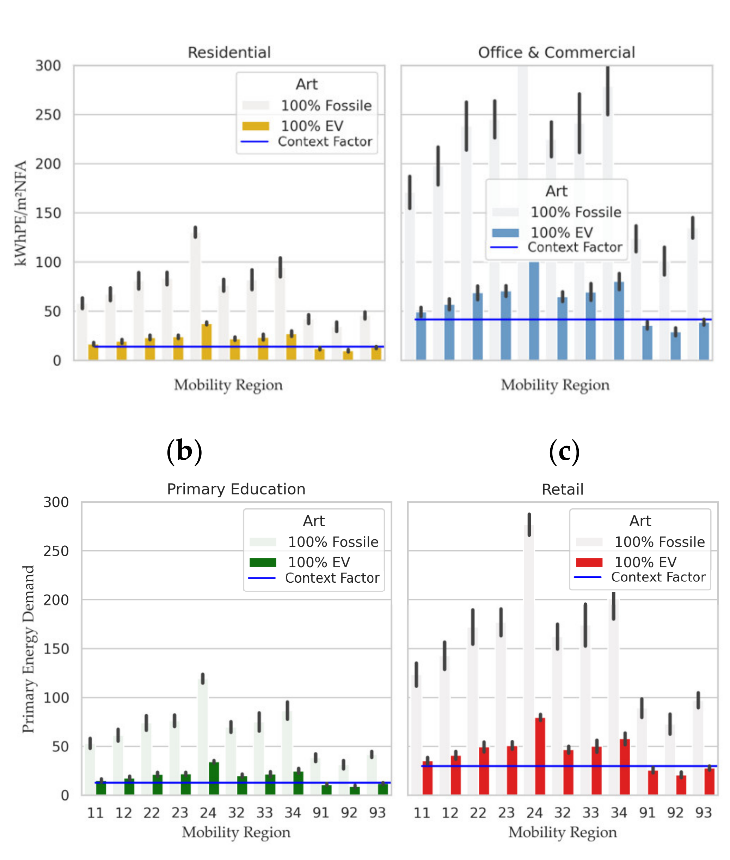 Residential
Office & Commercial
kWhPE/m²NFA
300
250
200
150
100
50
0
Art
100% Fossile
100% EV
Context Factor
Art
100% Fossile
100% EV
Context Factor
Mobility Region
Mobility Region
(b)
(c)
Primary Education
Retail
Primary Energy Demand
300
250
200
150
100
50
0
Art
100% Fossile
100% EV
Context Factor
Art
100% Fossile
100% EV
Context Factor
11 12 22 23 24 32 33 34 91 92 93
11 12 22 23 24 32 33 34 91 92 93
Mobility Region
Mobility Region